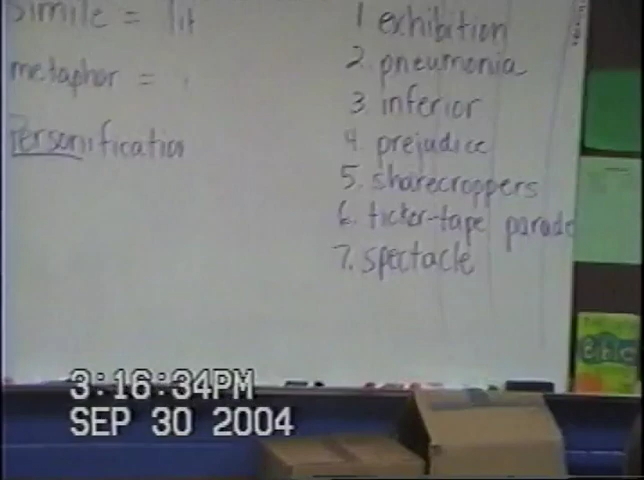 simile =
metaphor =
Personification
1 exhibition
2. pneumonia
3 inferior
4. prejudice
5. sharecroppers
6. ticker-tape parade
7. spectacle
3:16:34PM
SEP 30 2004